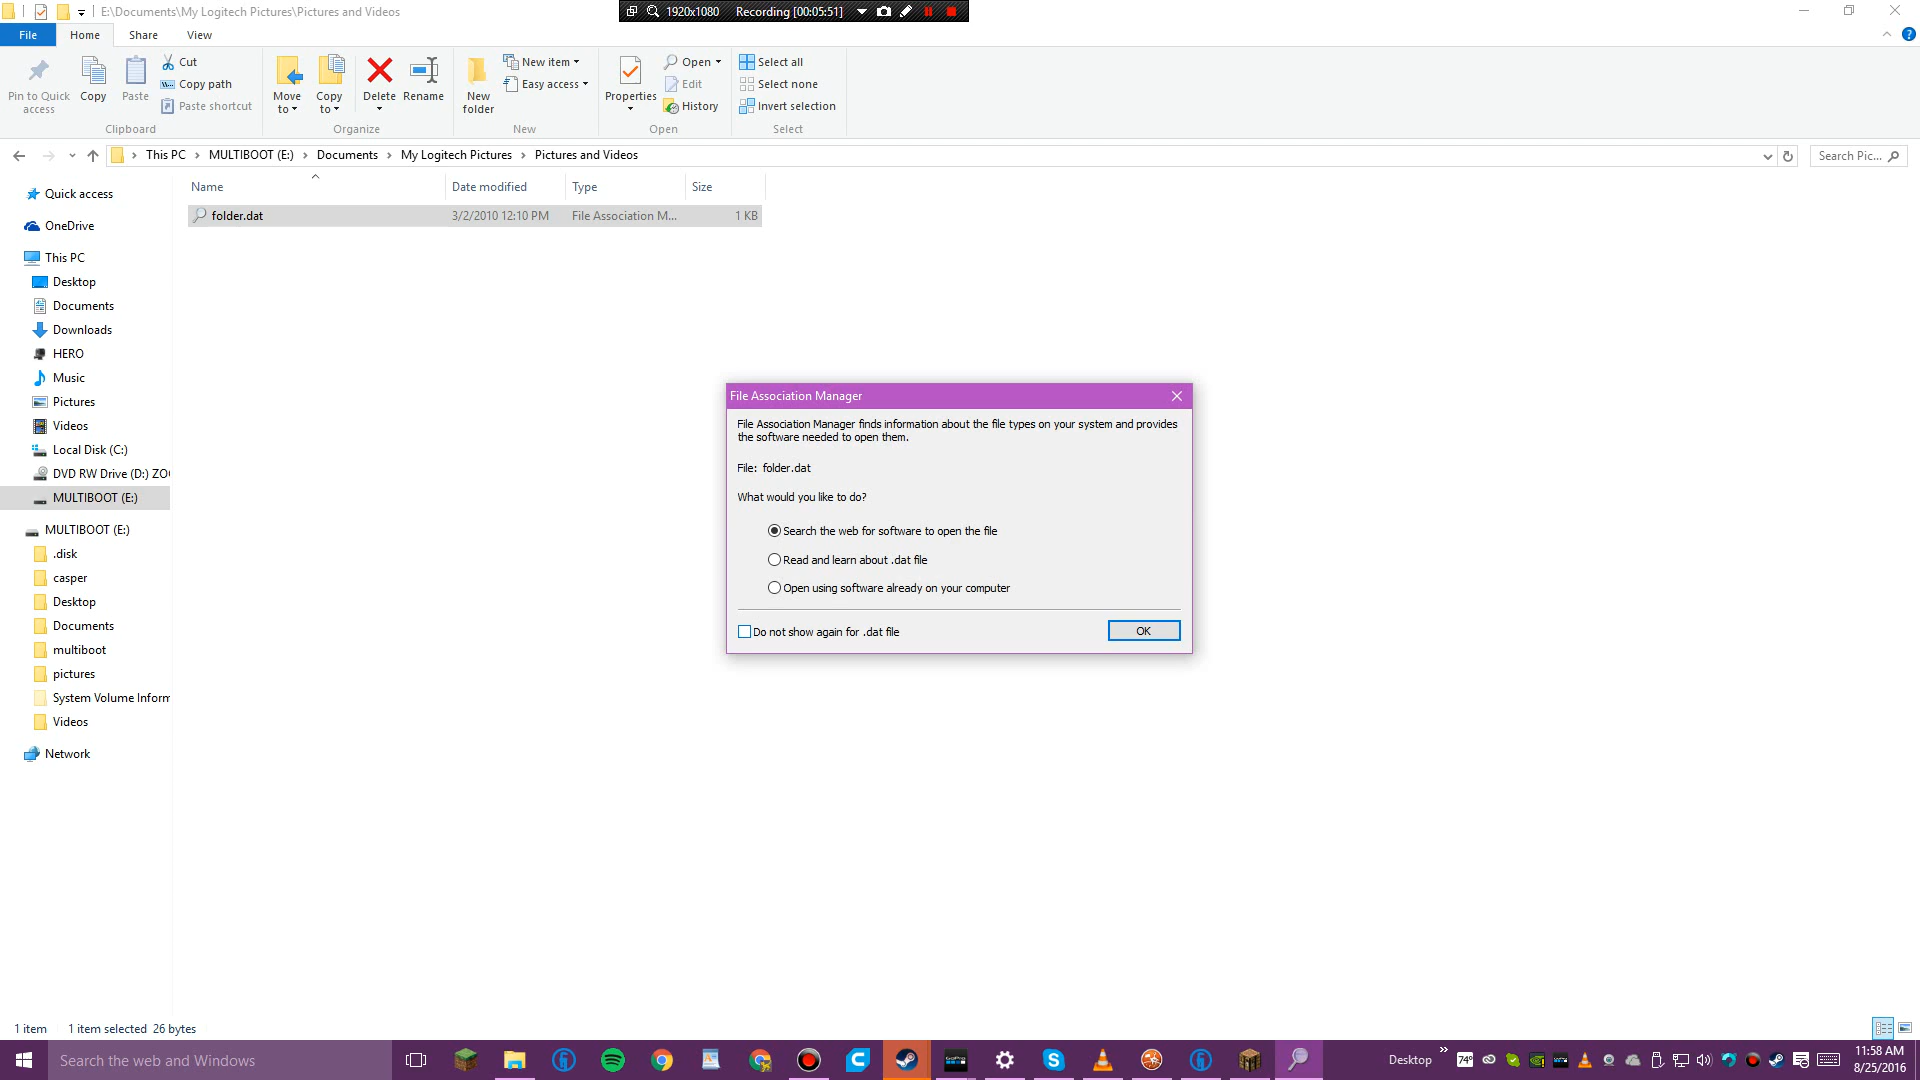 E:\Documents\My Logitech Pictures\Pictures and Videos
1920x1080 Recording [00:05:51]
File Home Share View
Pin to Quick access
Copy
Paste
Cut
Copy path
Paste shortcut
Clipboard
Move to
Copy to
Delete
Rename
Organize
New folder
New item
Easy access
New
Properties
Open
Edit
History
Open
Select all
Select none
Invert selection
Select
This PC > MULTIBOOT (E:) > Documents > My Logitech Pictures > Pictures and Videos
Search Pic...
Name Date modified Type Size
folder.dat 3/2/2010 12:10 PM File Association M... 1 KB
Quick access
OneDrive
This PC
Desktop
Documents
Downloads
HERO
Music
Pictures
Videos
Local Disk (C:)
DVD RW Drive (D:) ZO
MULTIBOOT (E:)
MULTIBOOT (E:)
.disk
casper
Desktop
Documents
multiboot
pictures
System Volume Inform
Videos
Network
File Association Manager
File Association Manager finds information about the file types on your system and provides
the software needed to open them.
File: folder.dat
What would you like to do?
Search the web for software to open the file
Read and learn about .dat file
Open using software already on your computer
Do not show again for .dat file
OK
1 item 1 item selected 26 bytes
Search the web and Windows
GoPro
Desktop
74°
11:58 AM
8/25/2016